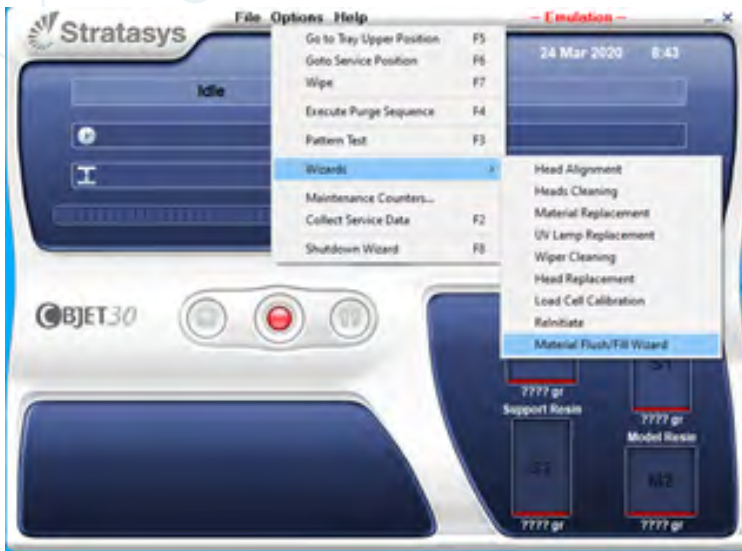 Stratasys
File Options Help
– Emulation –
24 Mar 2020 8:43
Idle
Go to Tray Upper Position F5
Goto Service Position F6
Wipe F7
Execute Purge Sequence F4
Pattern Test F3
Wizards
Maintenance Counters...
Collect Service Data F2
Shutdown Wizard F8
Head Alignment
Heads Cleaning
Material Replacement
UV Lamp Replacement
Wiper Cleaning
Head Replacement
Load Cell Calibration
ReInitiate
Material Flush/Fill Wizard
OBJET30
S1
???? gr
Support Resin
???? gr
Model Resin
M2
???? gr
???? gr